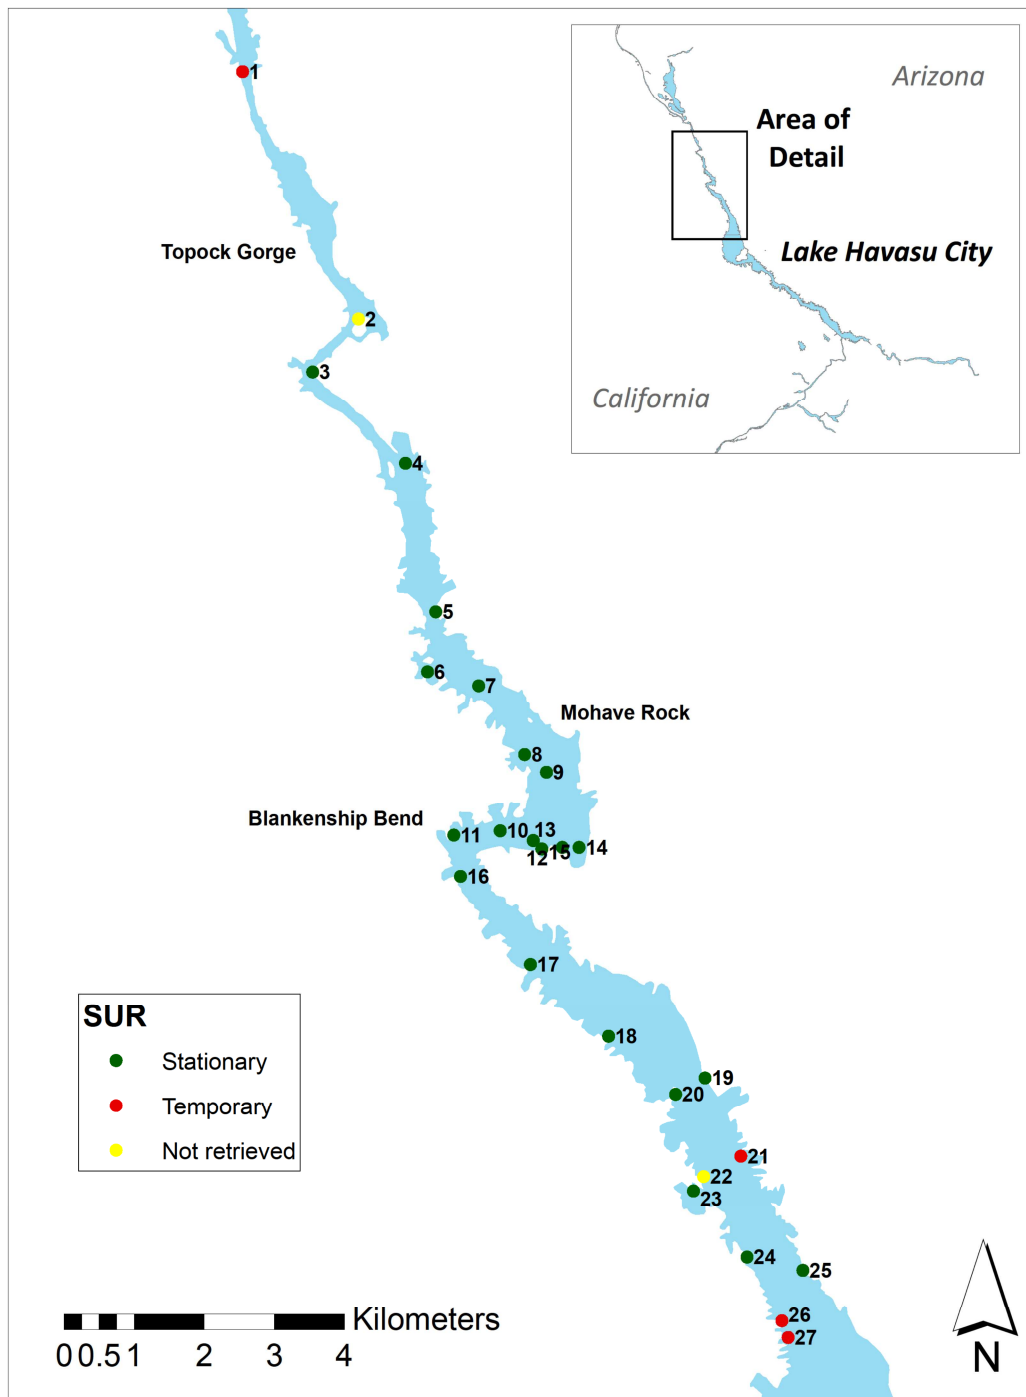 1
Arizona
Area of
Detail
Topock Gorge
Lake Havasu City
2
3
California
4
5
6
7
Mohave Rock
8
9
Blankenship Bend
10
11
13
12
15
14
16
17
SUR
Stationary
Temporary
Not retrieved
18
19
20
21
22
23
24
25
26
27
Kilometers
0 0.5 1 2 3 4
N